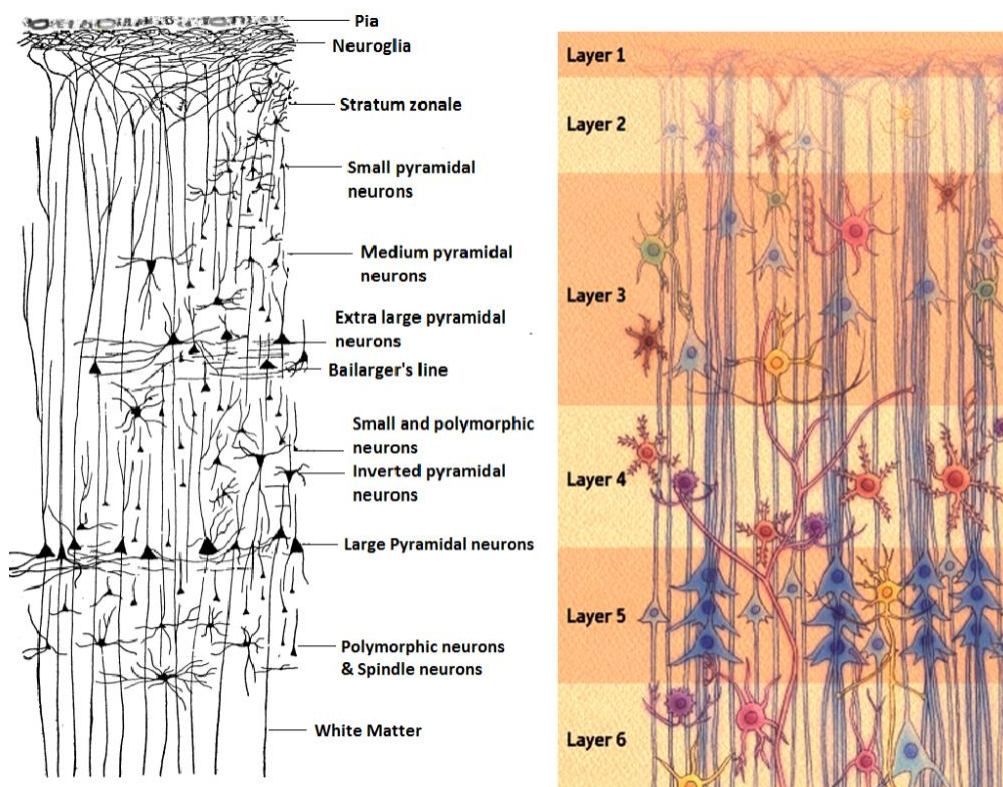 Pia
Neuroglia
Stratum zonale
Small pyramidal
neurons
Medium pyramidal
neurons
Extra large pyramidal
neurons
Bailarger's line
Small and polymorphic
neurons
Inverted pyramidal
neurons
Large Pyramidal neurons
Polymorphic neurons
& Spindle neurons
White Matter
Layer 1
Layer 2
Layer 3
Layer 4
Layer 5
Layer 6